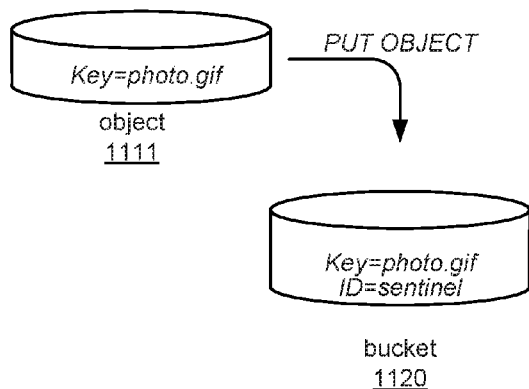 PUT OBJECT
Key=photo.gif
object
1111
Key=photo.gif
ID=sentinel
bucket
1120